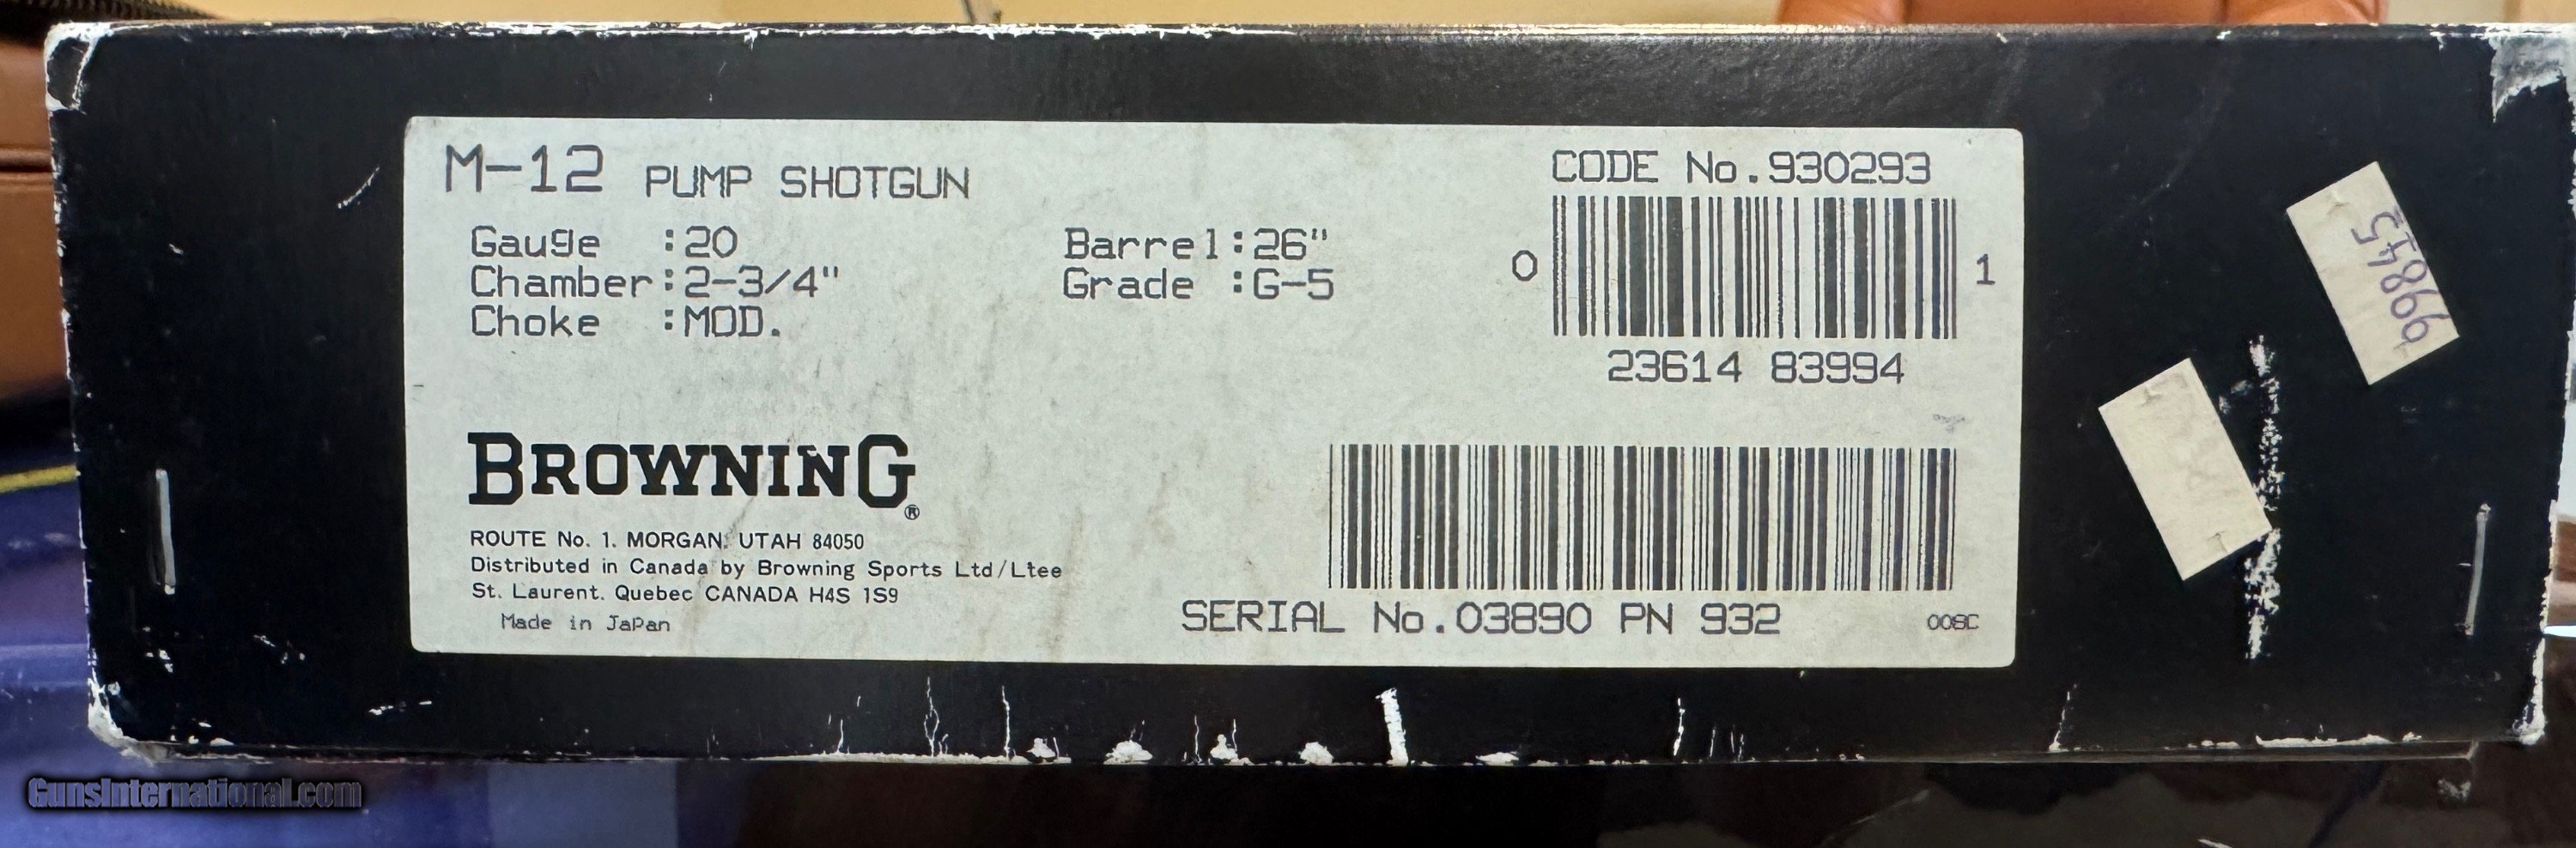 M-12 PUMP SHOTGUN
Gauge :20
Chamber:2-3/4"
Choke :MOD.
Barrel:26"
Grade :G-5
CODE No.930293
0 1
23614 83994
BROWNING®
ROUTE No. 1. MORGAN. UTAH 84050
Distributed in Canada by Browning Sports Ltd/Ltee
St. Laurent. Quebec CANADA H4S 1S9
Made in Japan
SERIAL No.03890 PN 932
GunsInternational.com